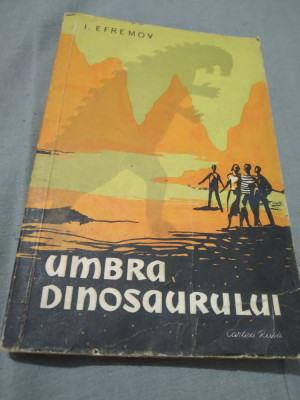 I. EFREMOV
UMBRA
DINOSAURULUI
Cartea Rusă